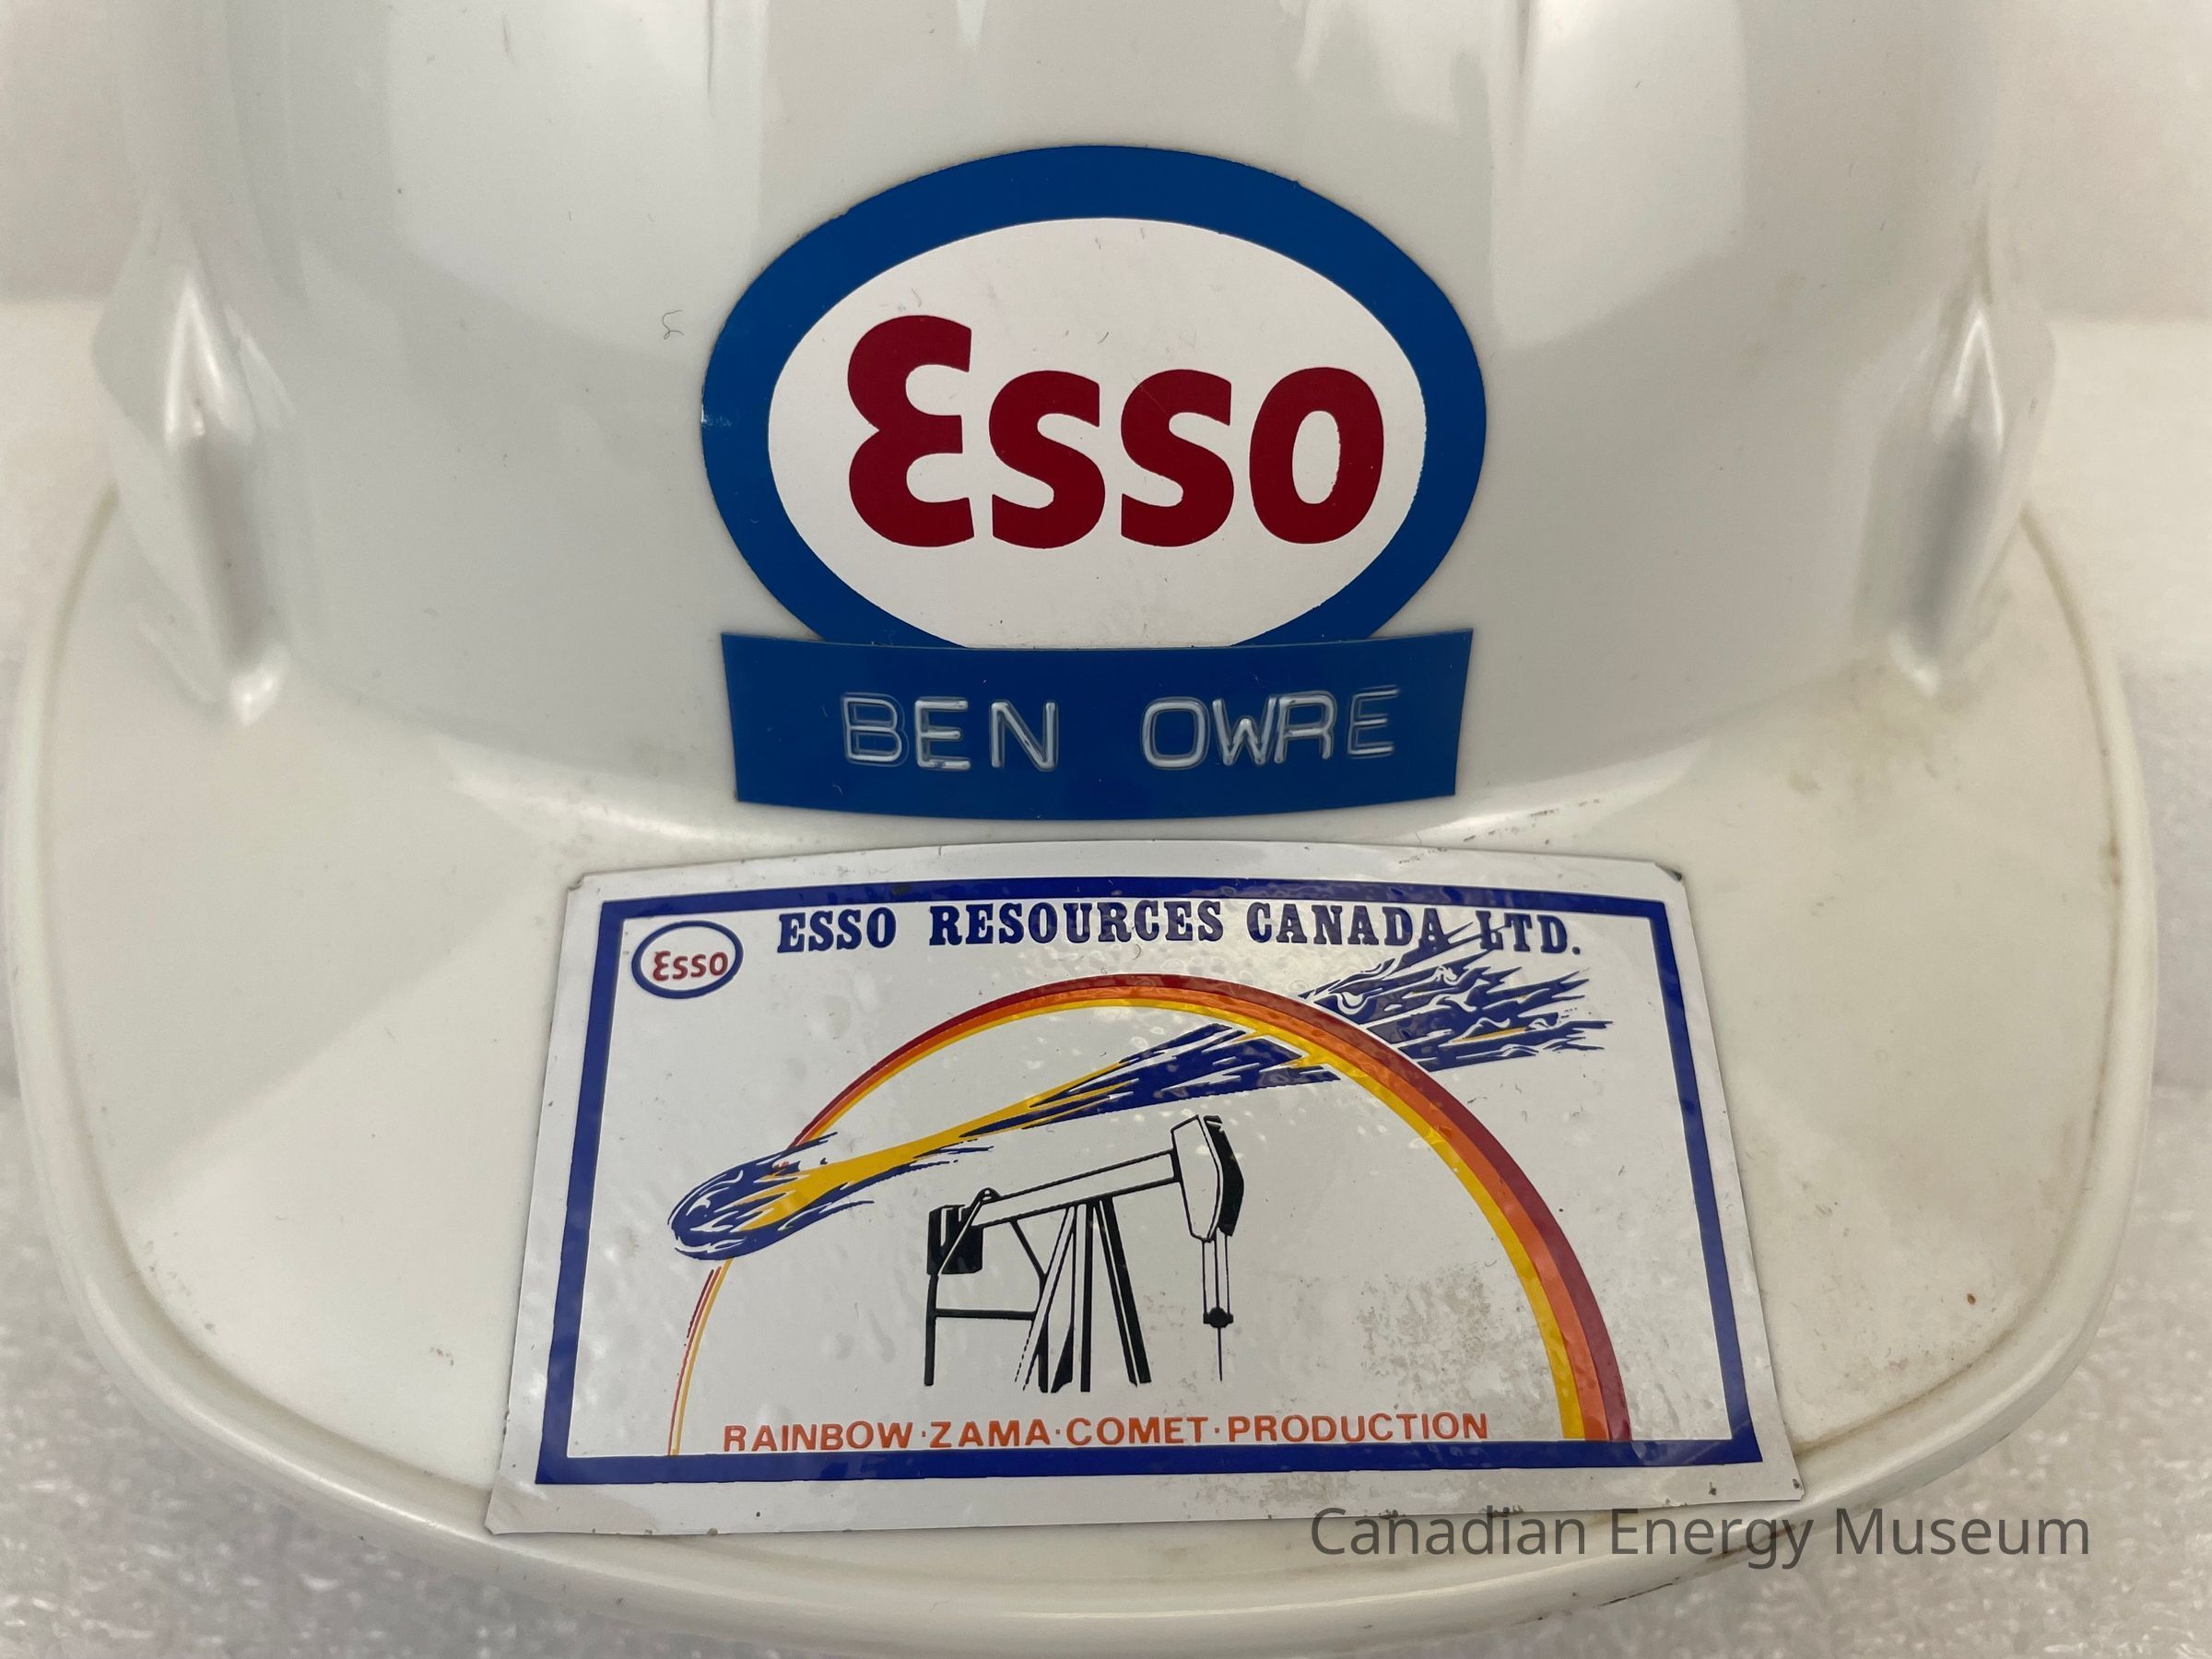 Esso
BEN OWRE
Esso
ESSO RESOURCES CANADA LTD.
RAINBOW·ZAMA·COMET·PRODUCTION
Canadian Energy Museum